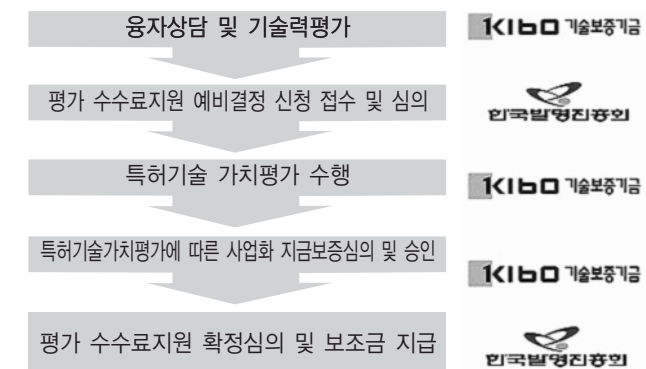 융자상담 및 기술력평가
KIBO 기술보증기금
평가 수수료지원 예비결정 신청 접수 및 심의
한국발명진흥회
특허기술 가치평가 수행
KIBO 기술보증기금
특허기술가치평가에 따른 사업화 지금보증심의 및 승인
KIBO 기술보증기금
평가 수수료지원 확정심의 및 보조금 지급
한국발명진흥회